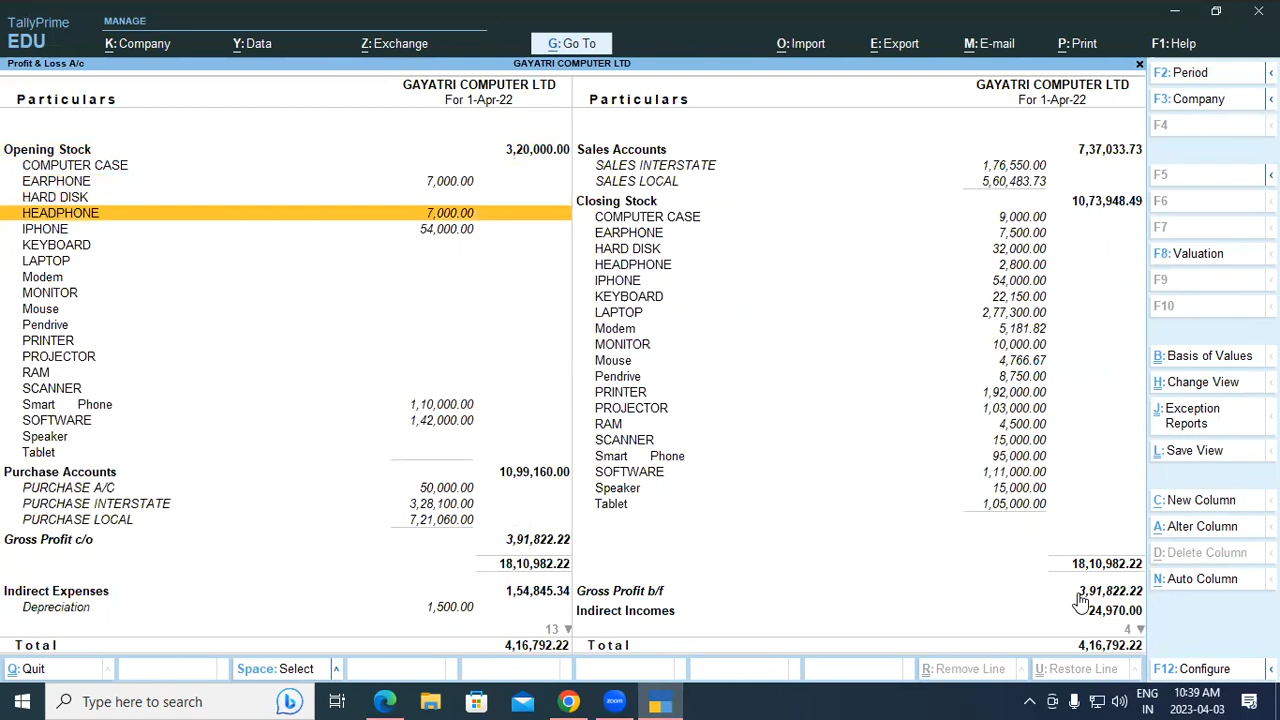 TallyPrime
EDU
MANAGE
K: Company
Y: Data
Z: Exchange
G: Go To
O: Import
E: Export
M: E-mail
P: Print
F1: Help
Profit & Loss A/c
GAYATRI COMPUTER LTD
Particulars
GAYATRI COMPUTER LTD
For 1-Apr-22
Particulars
GAYATRI COMPUTER LTD
For 1-Apr-22
Opening Stock 3,20,000.00
COMPUTER CASE
EARPHONE 7,000.00
HARD DISK
HEADPHONE 7,000.00
IPHONE 54,000.00
KEYBOARD
LAPTOP
Modem
MONITOR
Mouse
Pendrive
PRINTER
PROJECTOR
RAM
SCANNER
Smart Phone 1,10,000.00
SOFTWARE 1,42,000.00
Speaker
Tablet
Purchase Accounts 10,99,160.00
PURCHASE A/C 50,000.00
PURCHASE INTERSTATE 3,28,100.00
PURCHASE LOCAL 7,21,060.00
Gross Profit c/o 3,91,822.22
18,10,982.22
Indirect Expenses 1,54,845.34
Depreciation 1,500.00
13
Total 4,16,792.22
Sales Accounts 7,37,033.73
SALES INTERSTATE 1,76,550.00
SALES LOCAL 5,60,483.73
Closing Stock 10,73,948.49
COMPUTER CASE 9,000.00
EARPHONE 7,500.00
HARD DISK 32,000.00
HEADPHONE 2,800.00
IPHONE 54,000.00
KEYBOARD 22,150.00
LAPTOP 2,77,300.00
Modem 5,181.82
MONITOR 10,000.00
Mouse 4,766.67
Pendrive 8,750.00
PRINTER 1,92,000.00
PROJECTOR 1,03,000.00
RAM 4,500.00
SCANNER 15,000.00
Smart Phone 95,000.00
SOFTWARE 1,11,000.00
Speaker 15,000.00
Tablet 1,05,000.00
18,10,982.22
Gross Profit b/f 3,91,822.22
Indirect Incomes 24,970.00
4
Total 4,16,792.22
F2: Period
F3: Company
F4
F5
F6
F7
F8: Valuation
F9
F10
B: Basis of Values
H: Change View
J: Exception
Reports
L: Save View
C: New Column
A: Alter Column
D: Delete Column
N: Auto Column
Q: Quit
Space: Select
R: Remove Line
U: Restore Line
F12: Configure
Type here to search
zoom
ENG
IN
10:39 AM
2023-04-03